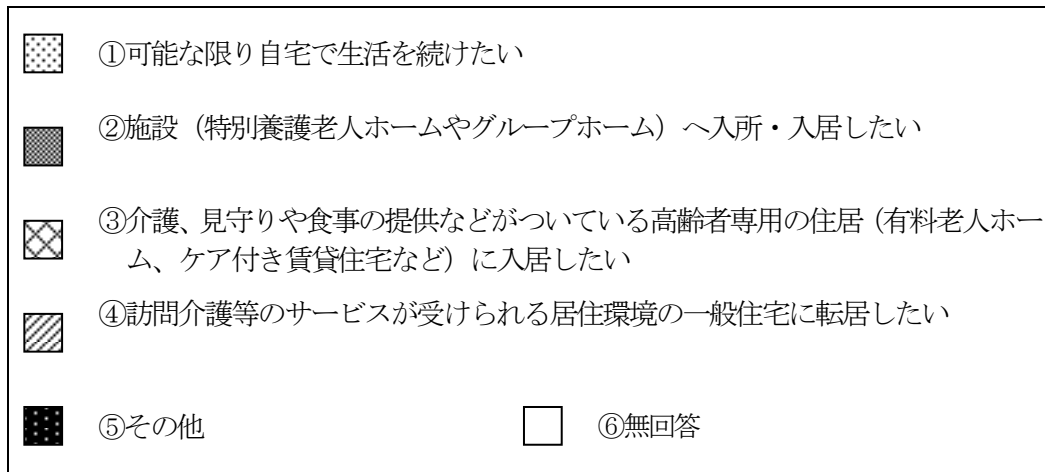 ①可能な限り自宅で生活を続けたい
②施設（特別養護老人ホームやグループホーム）へ入所・入居したい
③介護、見守りや食事の提供などがついている高齢者専用の住居（有料老人ホー
ム、ケア付き賃貸住宅など）に入居したい
④訪問介護等のサービスが受けられる居住環境の一般住宅に転居したい
⑤その他 ⑥無回答